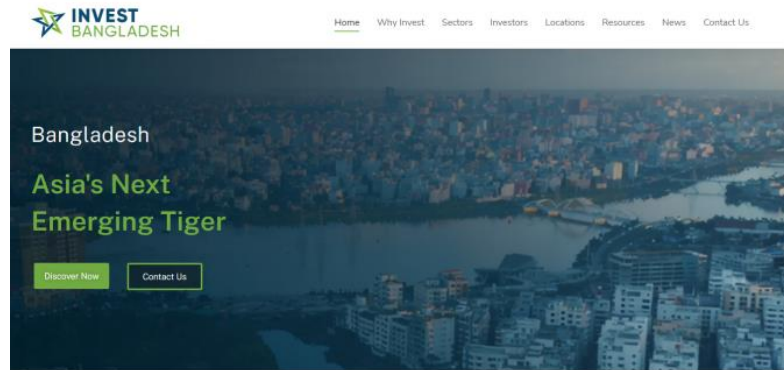 INVEST
BANGLADESH
Home Why Invest Sectors Investors Locations Resources News Contact Us
Bangladesh
Asia's Next
Emerging Tiger
Discover Now Contact Us